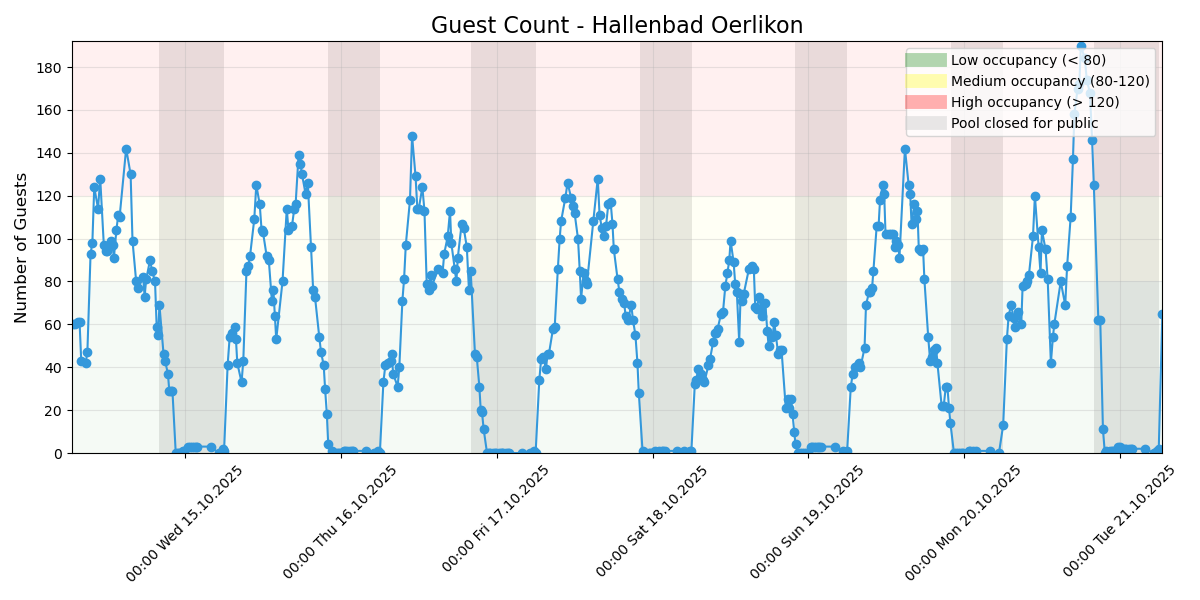 Guest Count - Hallenbad Oerlikon
Low occupancy (< 80)
Medium occupancy (80-120)
High occupancy (> 120)
Pool closed for public
Number of Guests
180
160
140
120
100
80
60
40
20
0
00:00 Wed 15.10.2025
00:00 Thu 16.10.2025
00:00 Fri 17.10.2025
00:00 Sat 18.10.2025
00:00 Sun 19.10.2025
00:00 Mon 20.10.2025
00:00 Tue 21.10.2025